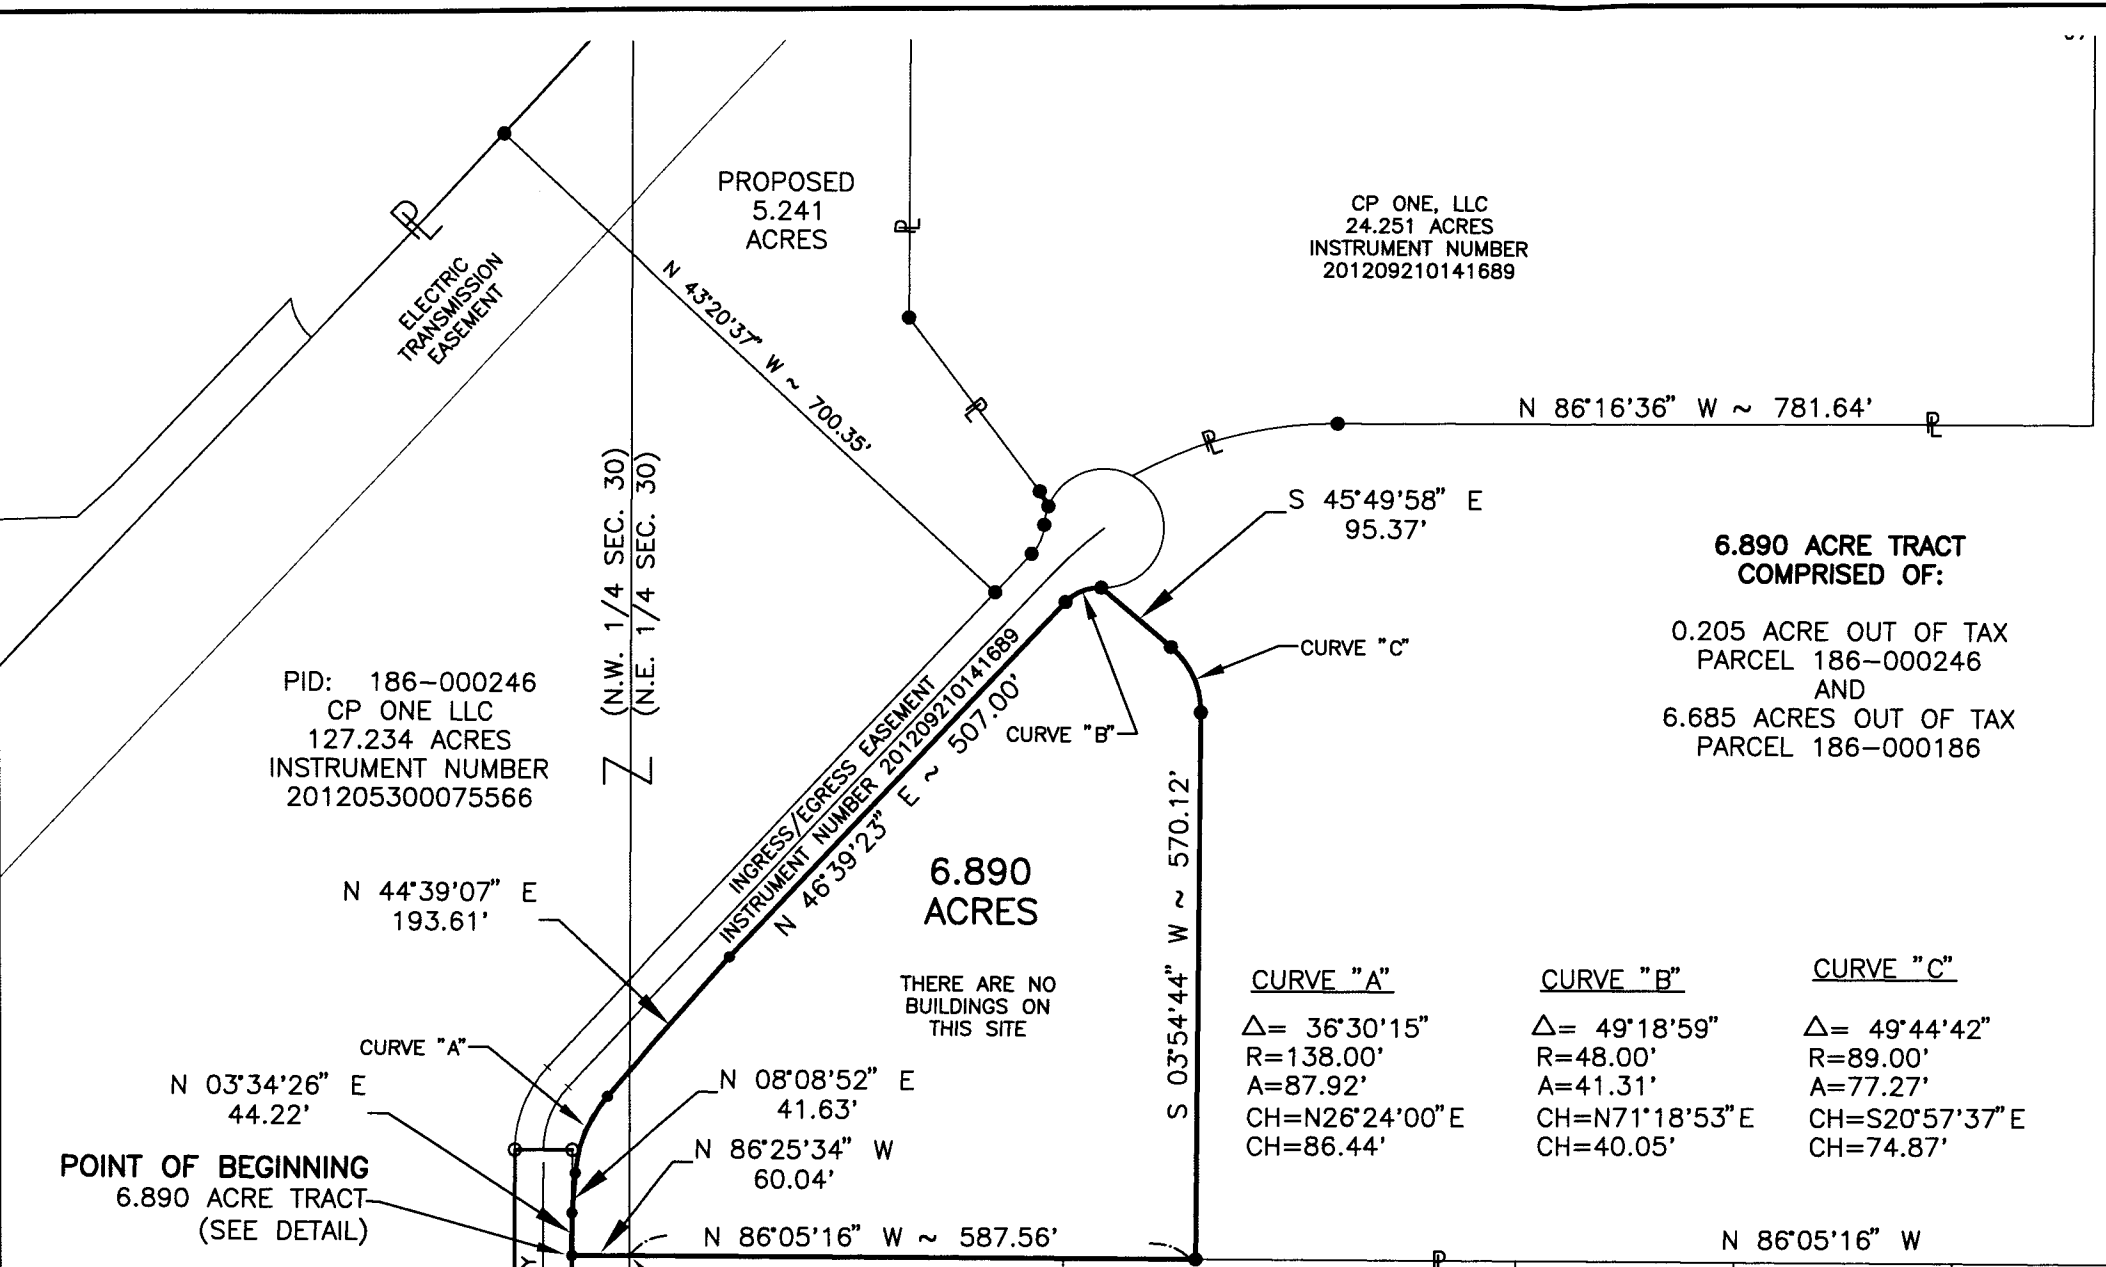 PROPOSED
5.241
ACRES
CP ONE, LLC
24.251 ACRES
INSTRUMENT NUMBER
201209210141689
ELECTRIC
TRANSMISSION
EASEMENT
N 43°20'37" W ~ 700.35'
N 86°16'36" W ~ 781.64'
S 45°49'58" E
95.37'
(N.W. 1/4 SEC. 30)
(N.E. 1/4 SEC. 30)
6.890 ACRE TRACT
COMPRISED OF:
0.205 ACRE OUT OF TAX
PARCEL 186-000246
AND
6.685 ACRES OUT OF TAX
PARCEL 186-000186
CURVE "C"
CURVE "B"
PID: 186-000246
CP ONE LLC
127.234 ACRES
INSTRUMENT NUMBER
201205300075566
INGRESS/EGRESS EASEMENT
INSTRUMENT NUMBER 201209210141689
N 46°39'23" E ~ 507.00'
S 03°54'44" W ~ 570.12'
6.890
ACRES
THERE ARE NO
BUILDINGS ON
THIS SITE
N 44°39'07" E
193.61'
CURVE "A"
N 03°34'26" E
44.22'
N 08°08'52" E
41.63'
N 86°25'34" W
60.04'
POINT OF BEGINNING
6.890 ACRE TRACT
(SEE DETAIL)
N 86°05'16" W ~ 587.56'
CURVE "A"
△= 36°30'15"
R=138.00'
A=87.92'
CH=N26°24'00"E
CH=86.44'
CURVE "B"
△= 49°18'59"
R=48.00'
A=41.31'
CH=N71°18'53"E
CH=40.05'
CURVE "C"
△= 49°44'42"
R=89.00'
A=77.27'
CH=S20°57'37"E
CH=74.87'
N 86°05'16" W